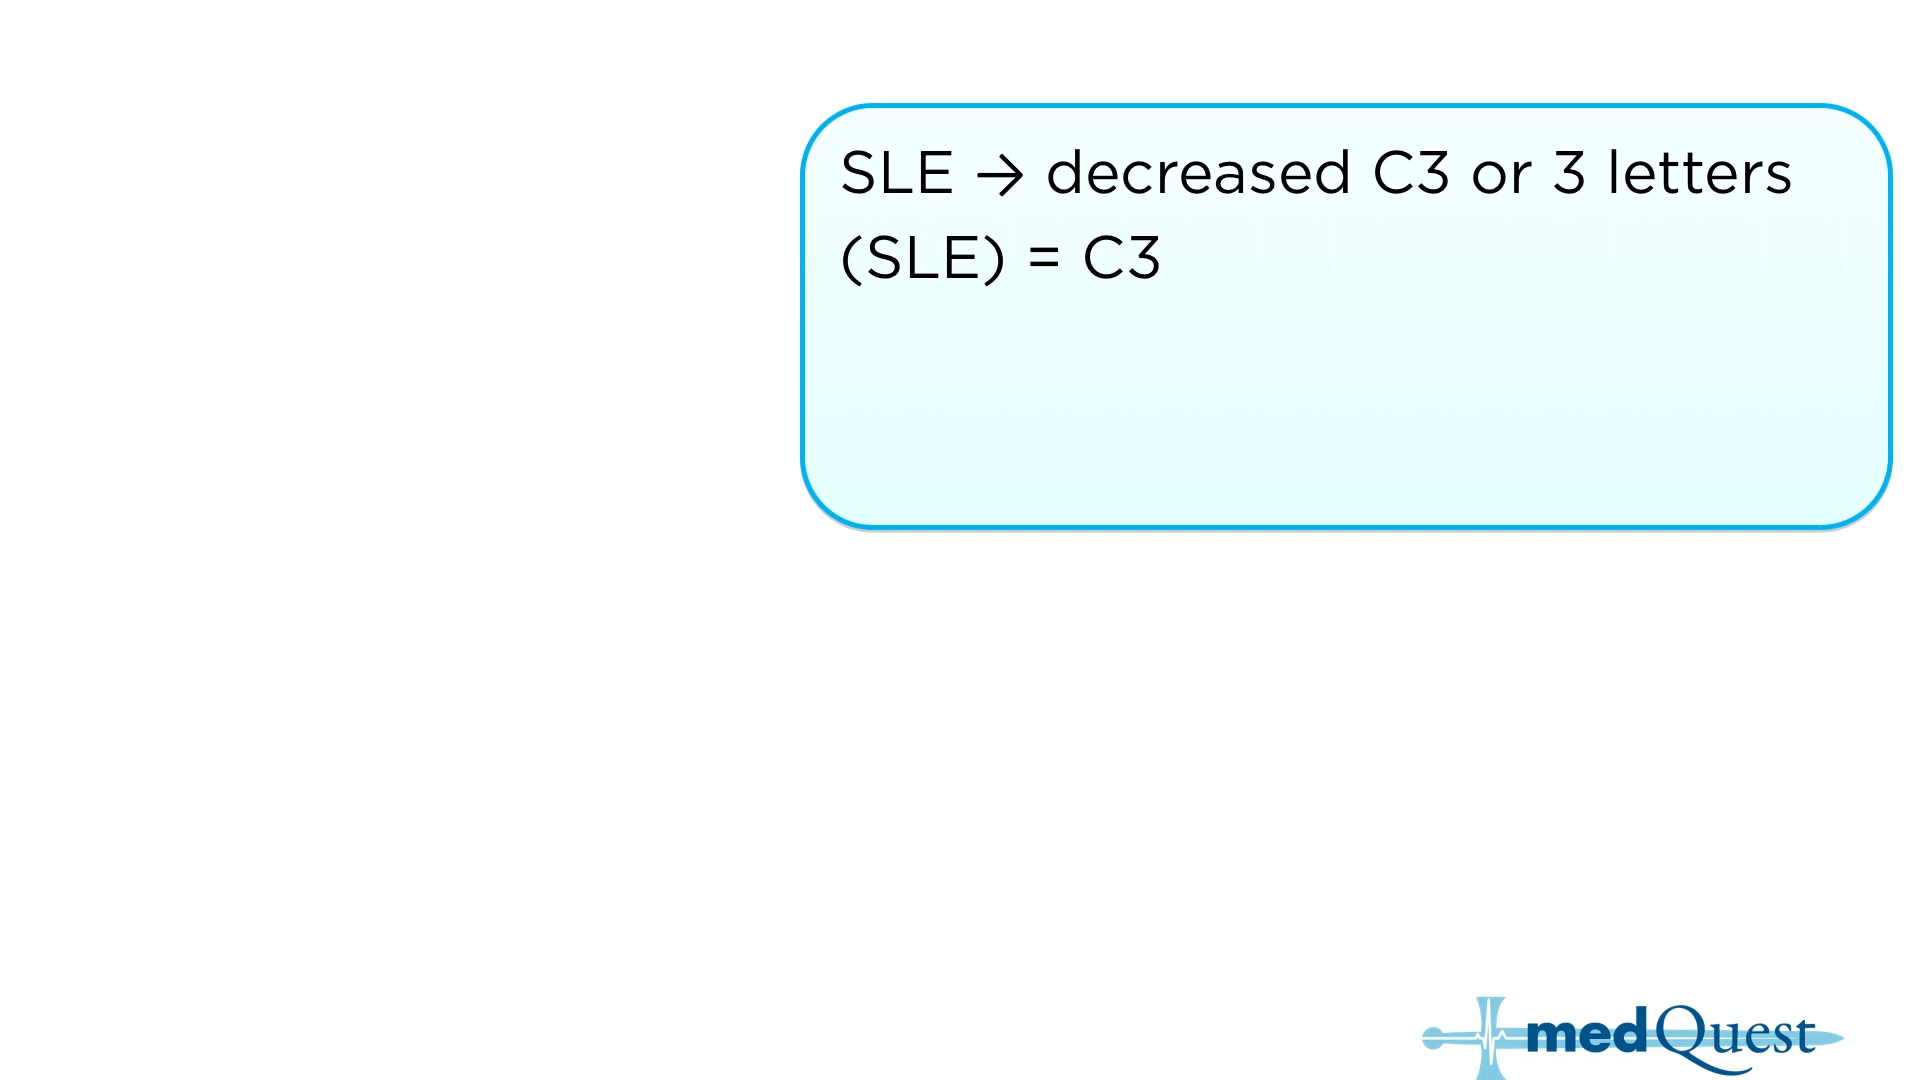 SLE → decreased C3 or 3 letters
(SLE) = C3
medQuest